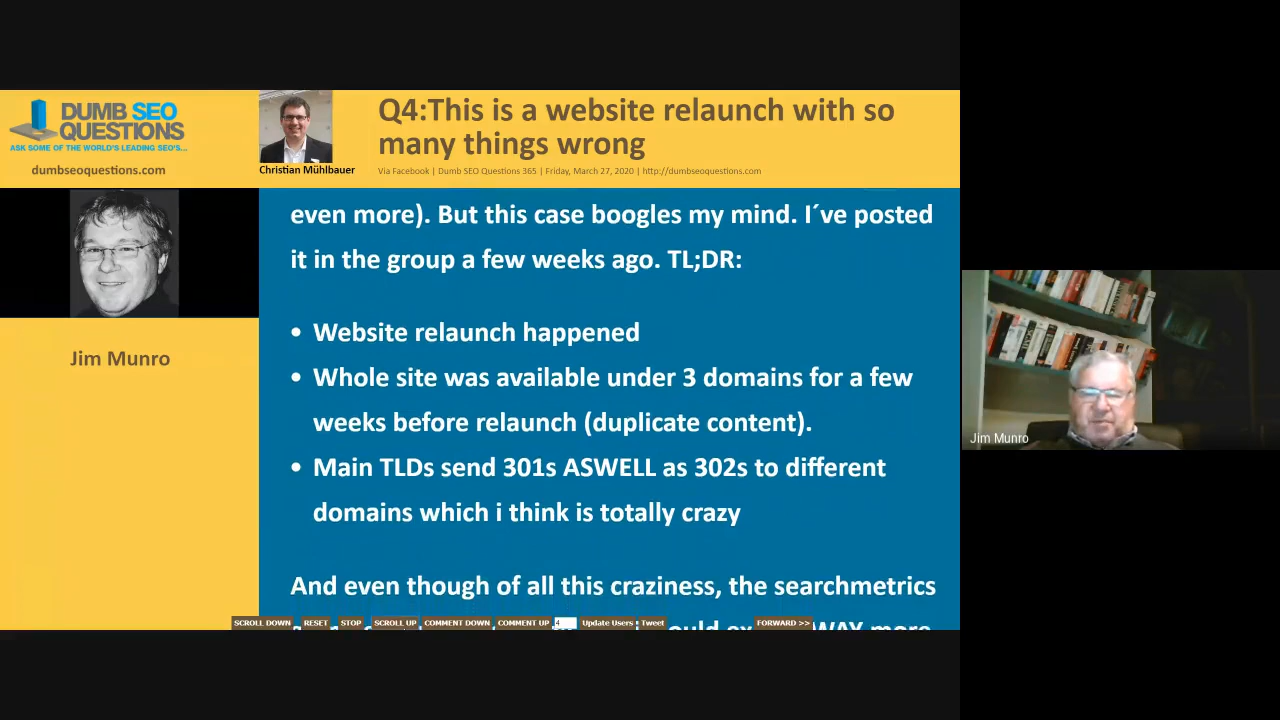 DUMB SEO
QUESTIONS
ASK SOME OF THE WORLD'S LEADING SEO'S...
dumbseoquestions.com
Christian Mühlbauer
Q4:This is a website relaunch with so
many things wrong
Via Facebook | Dumb SEO Questions 365 | Friday, March 27, 2020 | http://dumbseoquestions.com
Jim Munro
even more). But this case boogles my mind. I´ve posted
it in the group a few weeks ago. TL;DR:
• Website relaunch happened
• Whole site was available under 3 domains for a few
weeks before relaunch (duplicate content).
• Main TLDs send 301s ASWELL as 302s to different
domains which i think is totally crazy
And even though of all this craziness, the searchmetrics
WAY more
SCROLL DOWN RESET STOP SCROLL UP COMMENT DOWN COMMENT UP 4 Update Users Tweet FORWARD >>
Jim Munro